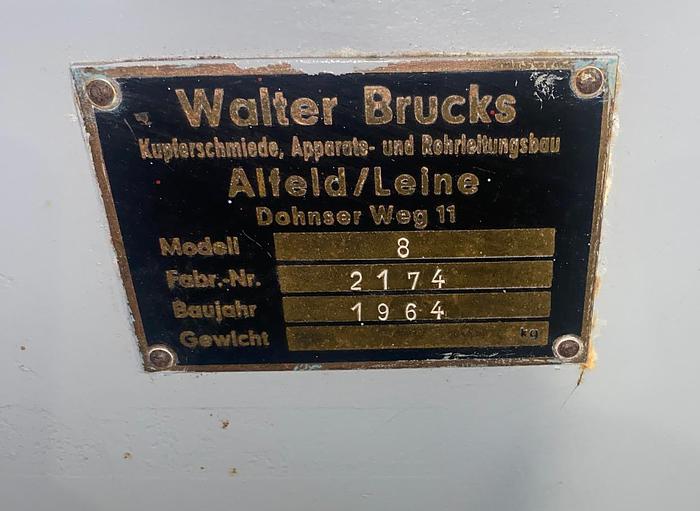 Walter Brucks
Kupferschmiede, Apparate- und Rohrleitungsbau
Alfeld/Leine
Dohnser Weg 11
Modell 8
Fabr.-Nr. 2174
Baujahr 1964
Gewicht kg